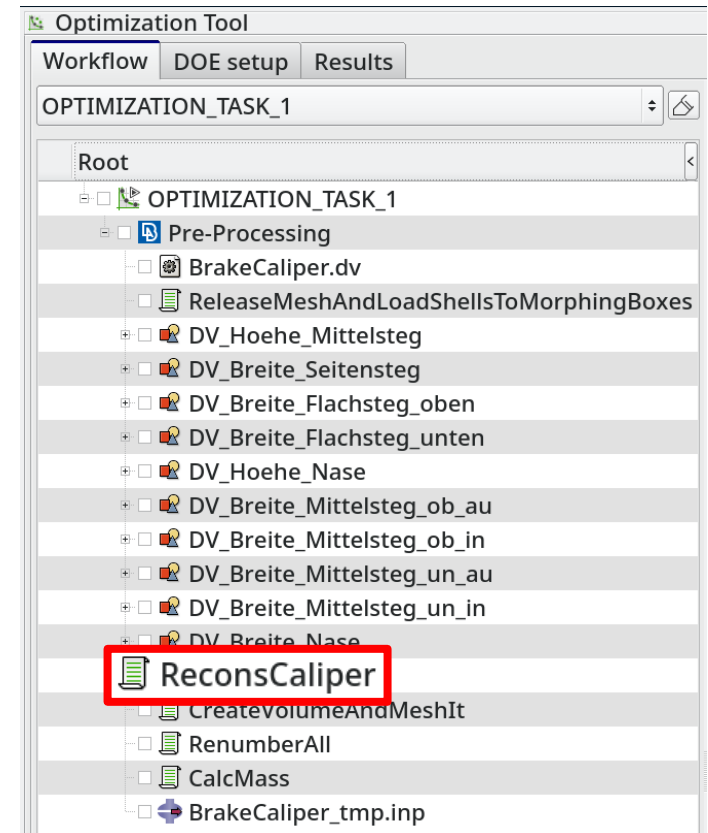 Optimization Tool
Workflow DOE setup Results
OPTIMIZATION_TASK_1
Root <
OPTIMIZATION_TASK_1
Pre-Processing
BrakeCaliper.dv
ReleaseMeshAndLoadShellsToMorphingBoxes
DV_Hoehe_Mittelsteg
DV_Breite_Seitensteg
DV_Breite_Flachsteg_oben
DV_Breite_Flachsteg_unten
DV_Hoehe_Nase
DV_Breite_Mittelsteg_ob_au
DV_Breite_Mittelsteg_ob_in
DV_Breite_Mittelsteg_un_au
DV_Breite_Mittelsteg_un_in
DV_Breite_Nase
ReconsCaliper
CreateVolumeAndMeshIt
RenumberAll
CalcMass
BrakeCaliper_tmp.inp